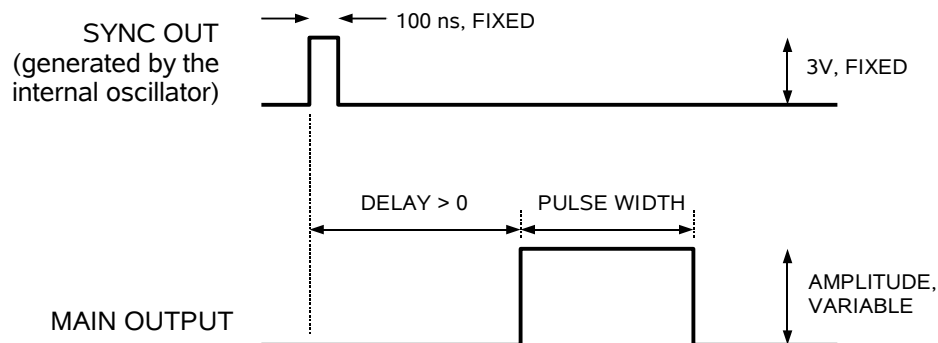 100 ns, FIXED
SYNC OUT
(generated by the
internal oscillator)
3V, FIXED
DELAY > 0
PULSE WIDTH
AMPLITUDE,
VARIABLE
MAIN OUTPUT